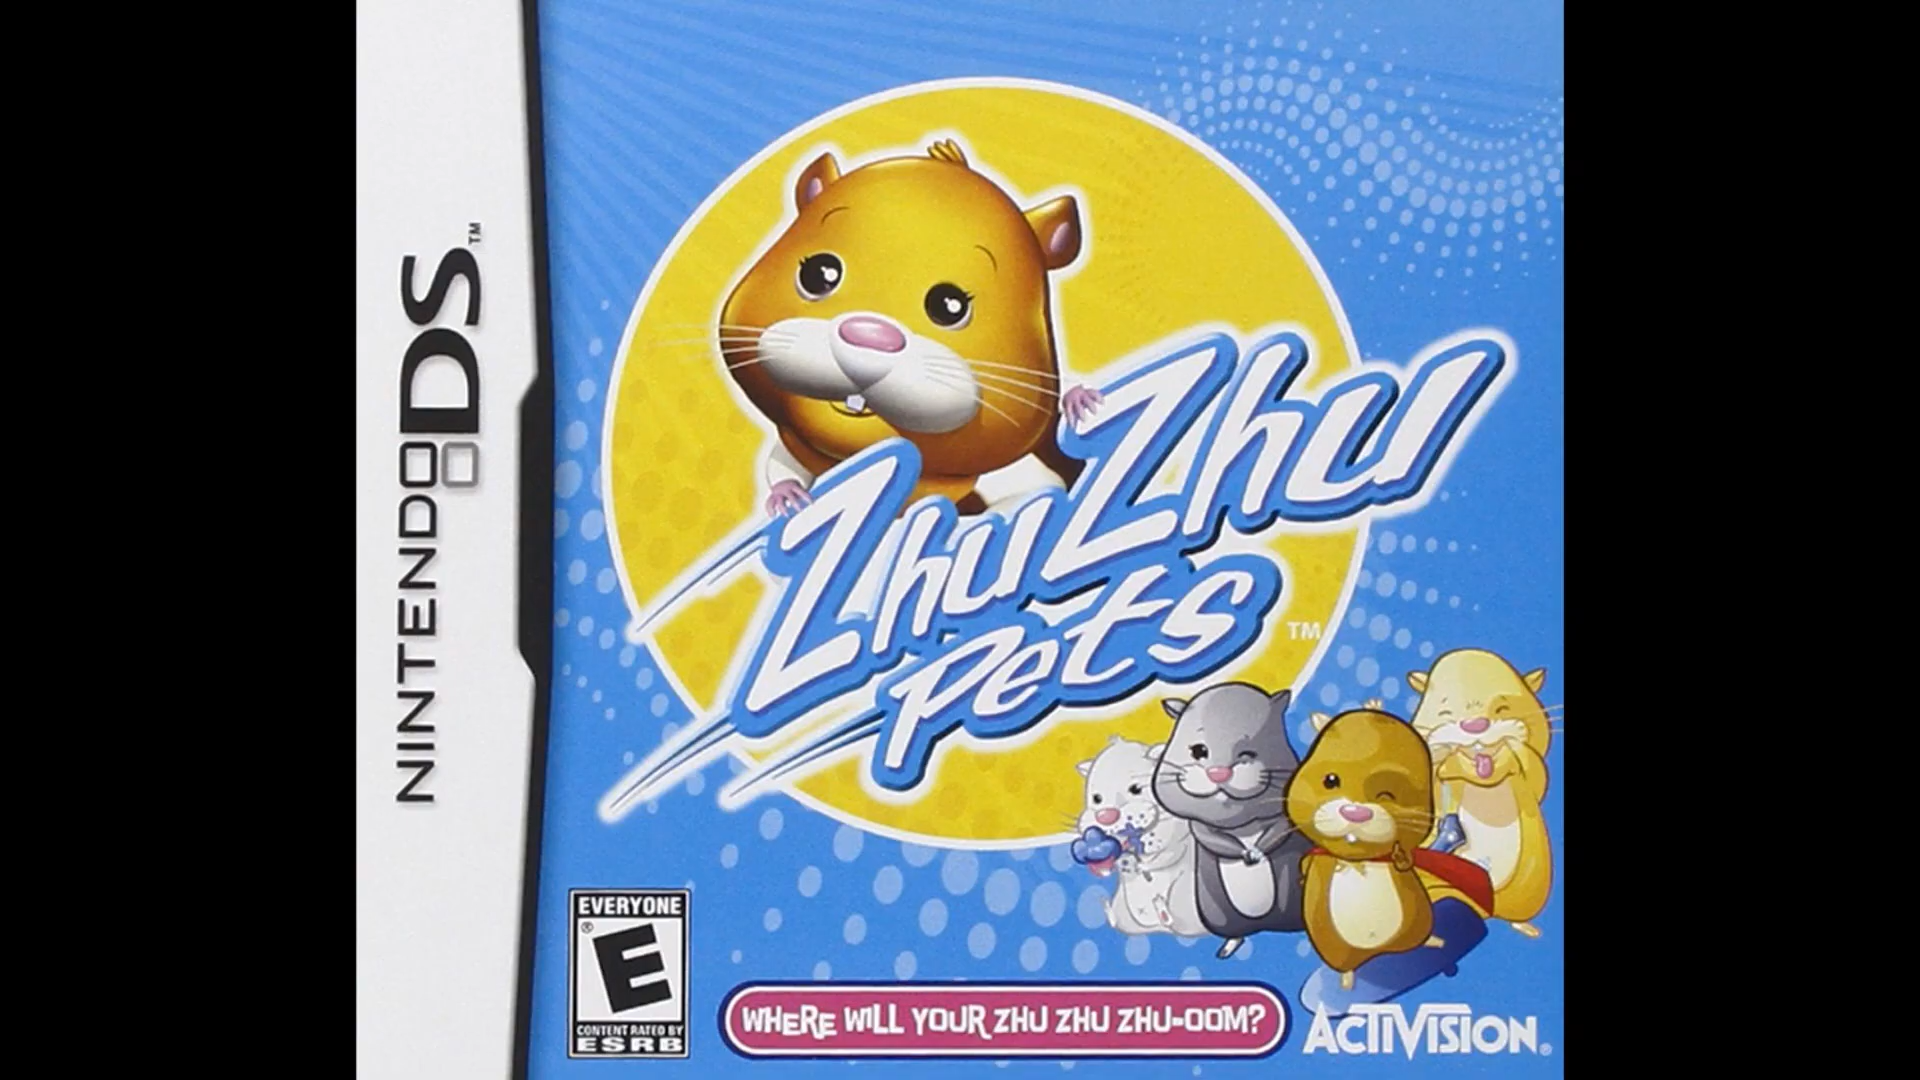 NINTENDO DS™
Zhu Zhu
Pets™
EVERYONE
E®
CONTENT RATED BY
ESRB
WHERE WILL YOUR ZHU ZHU ZHU-OOM?
ACTIVISION®